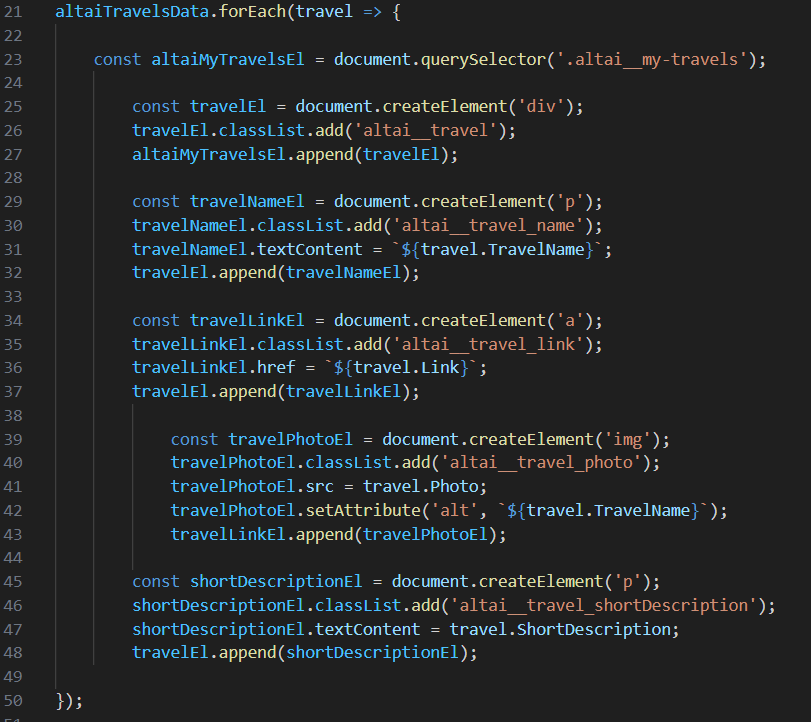 21 altaiTravelsData.forEach(travel => {
22
23     const altaiMyTravelsEl = document.querySelector('.altai__my-travels');
24
25         const travelEl = document.createElement('div');
26         travelEl.classList.add('altai__travel');
27         altaiMyTravelsEl.append(travelEl);
28
29         const travelNameEl = document.createElement('p');
30         travelNameEl.classList.add('altai__travel_name');
31         travelNameEl.textContent = `${travel.TravelName}`;
32         travelEl.append(travelNameEl);
33
34         const travelLinkEl = document.createElement('a');
35         travelLinkEl.classList.add('altai__travel_link');
36         travelLinkEl.href = `${travel.Link}`;
37         travelEl.append(travelLinkEl);
38
39             const travelPhotoEl = document.createElement('img');
40             travelPhotoEl.classList.add('altai__travel_photo');
41             travelPhotoEl.src = travel.Photo;
42             travelPhotoEl.setAttribute('alt', `${travel.TravelName}`);
43             travelLinkEl.append(travelPhotoEl);
44
45         const shortDescriptionEl = document.createElement('p');
46         shortDescriptionEl.classList.add('altai__travel_shortDescription');
47         shortDescriptionEl.textContent = travel.ShortDescription;
48         travelEl.append(shortDescriptionEl);
49
50 });